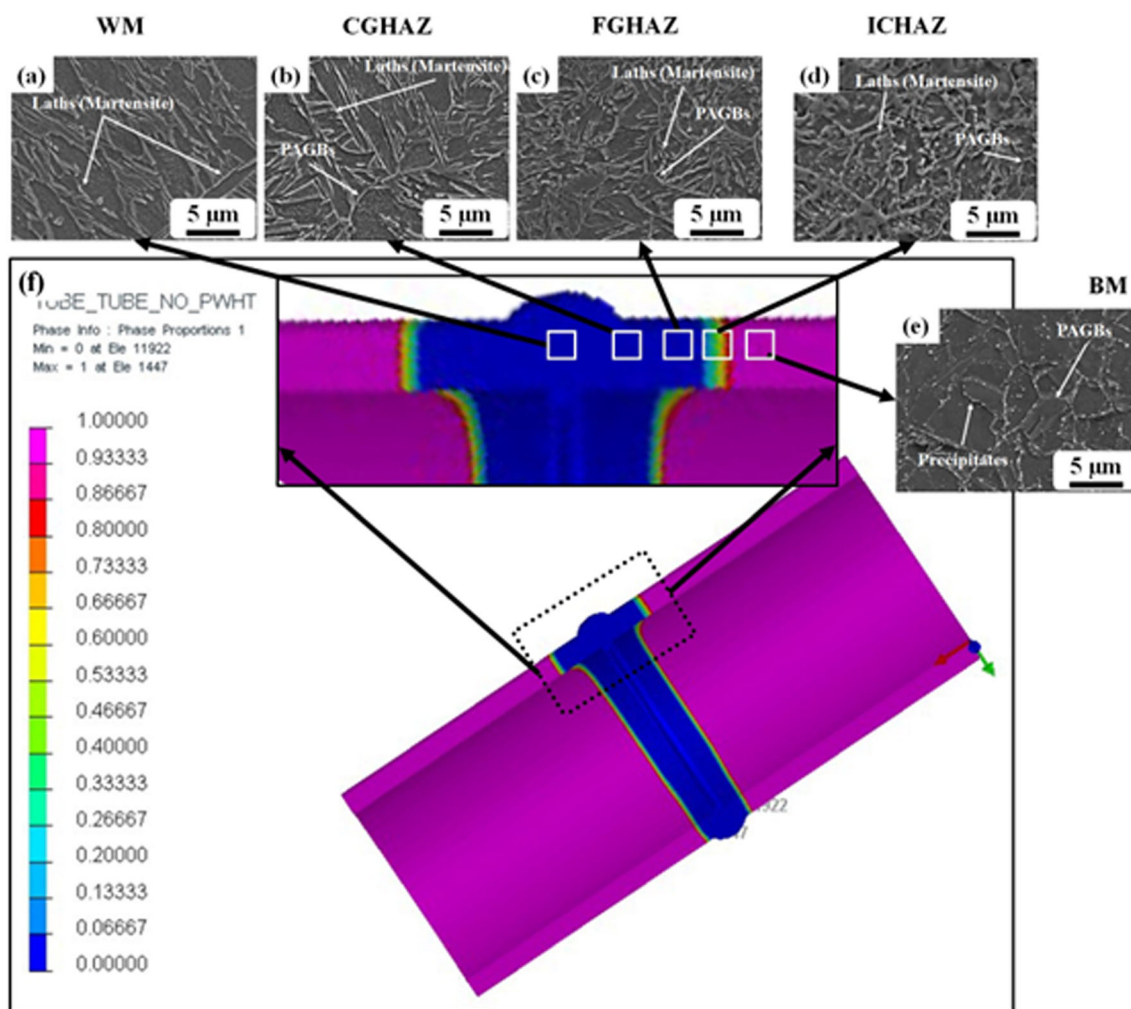 WM
CGHAZ
FGHAZ
ICHAZ
(a)
Laths (Martensite)
5 µm
(b)
Laths (Martensite)
PAGBs
5 µm
(c)
Laths (Martensite)
PAGBs
5 µm
(d)
Laths (Martensite)
PAGBs
5 µm
BM
(e)
PAGBs
Precipitates
5 µm
(f)
TUBE_TUBE_NO_PWHT
Phase Info : Phase Proportions 1
Min = 0 at Ele 11922
Max = 1 at Ele 1447
1.00000
0.93333
0.86667
0.80000
0.73333
0.66667
0.60000
0.53333
0.46667
0.40000
0.33333
0.26667
0.20000
0.13333
0.06667
0.00000